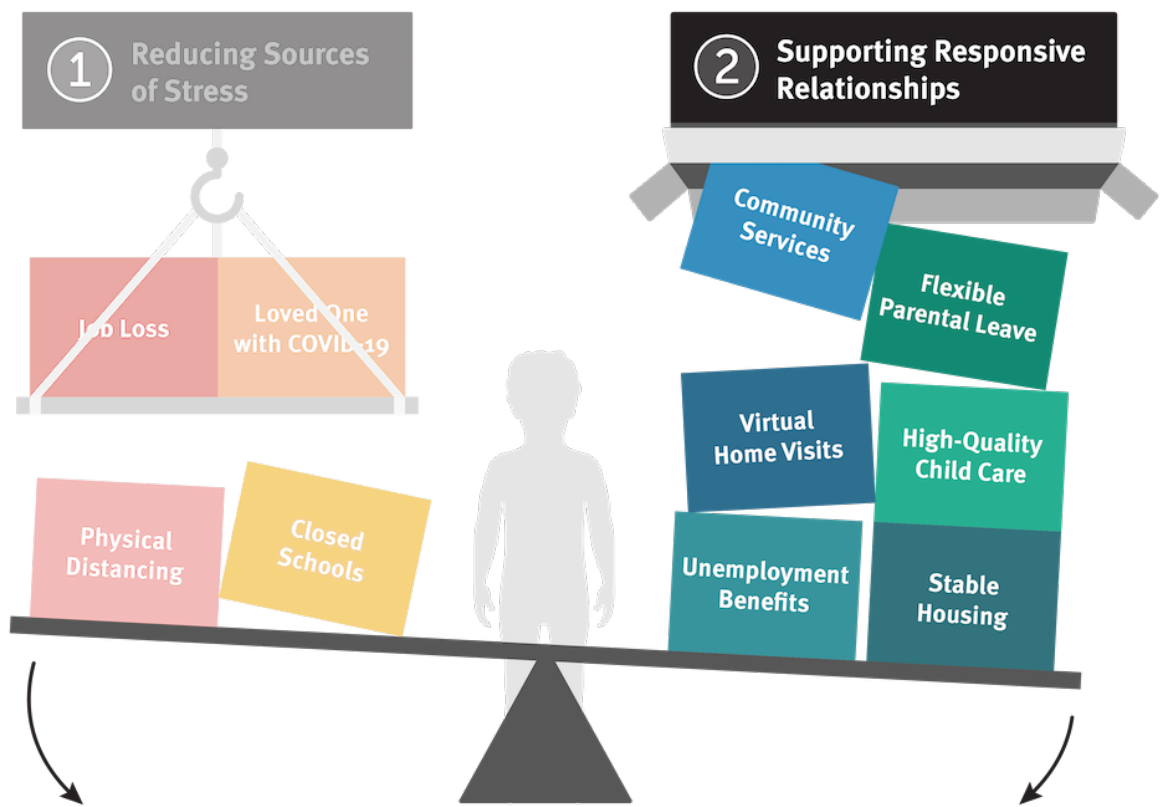 1
Reducing Sources
of Stress
Job Loss
Loved One
with COVID-19
Physical
Distancing
Closed
Schools
2
Supporting Responsive
Relationships
Community
Services
Flexible
Parental Leave
Virtual
Home Visits
High-Quality
Child Care
Unemployment
Benefits
Stable
Housing